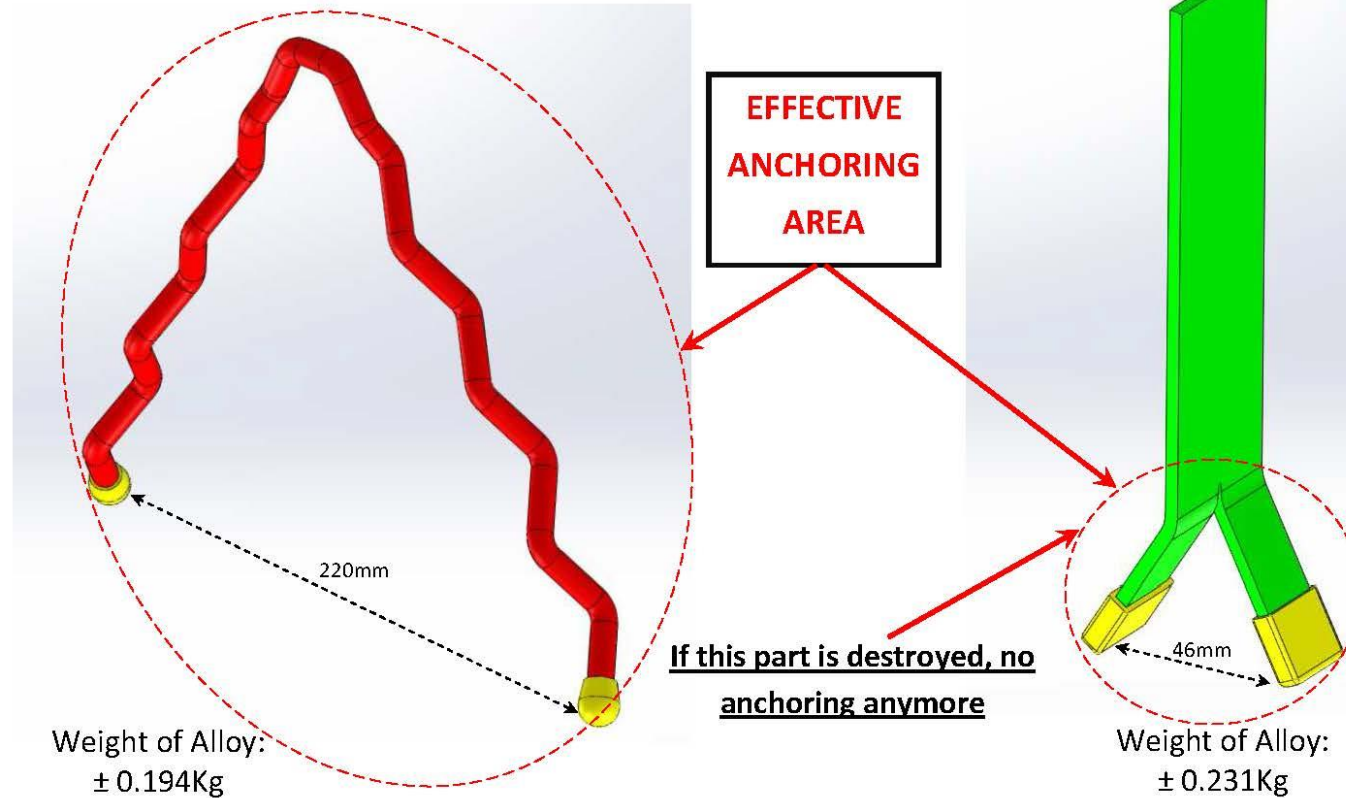 EFFECTIVE
ANCHORING
AREA
220mm
If this part is destroyed, no
anchoring anymore
46mm
Weight of Alloy:
± 0.194Kg
Weight of Alloy:
± 0.231Kg